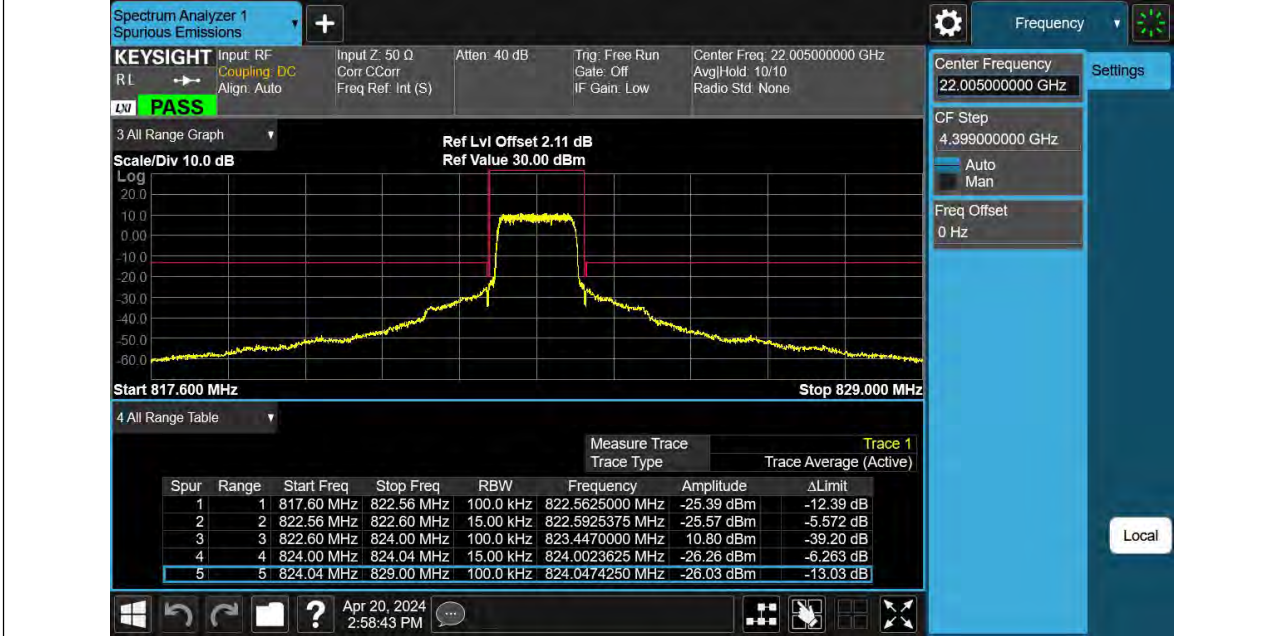 Spectrum Analyzer 1
Spurious Emissions
Frequency
KEYSIGHT Input: RF Input Z: 50 Ω Atten: 40 dB Trig: Free Run Center Freq: 22.005000000 GHz
RL Coupling: DC Corr CCorr Gate: Off Avg|Hold: 10/10
Align: Auto Freq Ref: Int (S) IF Gain: Low Radio Std: None
LXI PASS
Center Frequency
22.005000000 GHz
Settings
CF Step
4.399000000 GHz
Auto
Man
Freq Offset
0 Hz
3 All Range Graph
Ref Lvl Offset 2.11 dB
Scale/Div 10.0 dB Ref Value 30.00 dBm
Log
20.0
10.0
0.00
-10.0
-20.0
-30.0
-40.0
-50.0
-60.0
Start 817.600 MHz Stop 829.000 MHz
4 All Range Table
Measure Trace Trace 1
Trace Type Trace Average (Active)
Spur Range Start Freq Stop Freq RBW Frequency Amplitude ΔLimit
1 1 817.60 MHz 822.56 MHz 100.0 kHz 822.5625000 MHz -25.39 dBm -12.39 dB
2 2 822.56 MHz 822.60 MHz 15.00 kHz 822.5925375 MHz -25.57 dBm -5.572 dB
3 3 822.60 MHz 824.00 MHz 100.0 kHz 823.4470000 MHz 10.80 dBm -39.20 dB
4 4 824.00 MHz 824.04 MHz 15.00 kHz 824.0023625 MHz -26.26 dBm -6.263 dB
5 5 824.04 MHz 829.00 MHz 100.0 kHz 824.0474250 MHz -26.03 dBm -13.03 dB
Local
Apr 20, 2024
2:58:43 PM